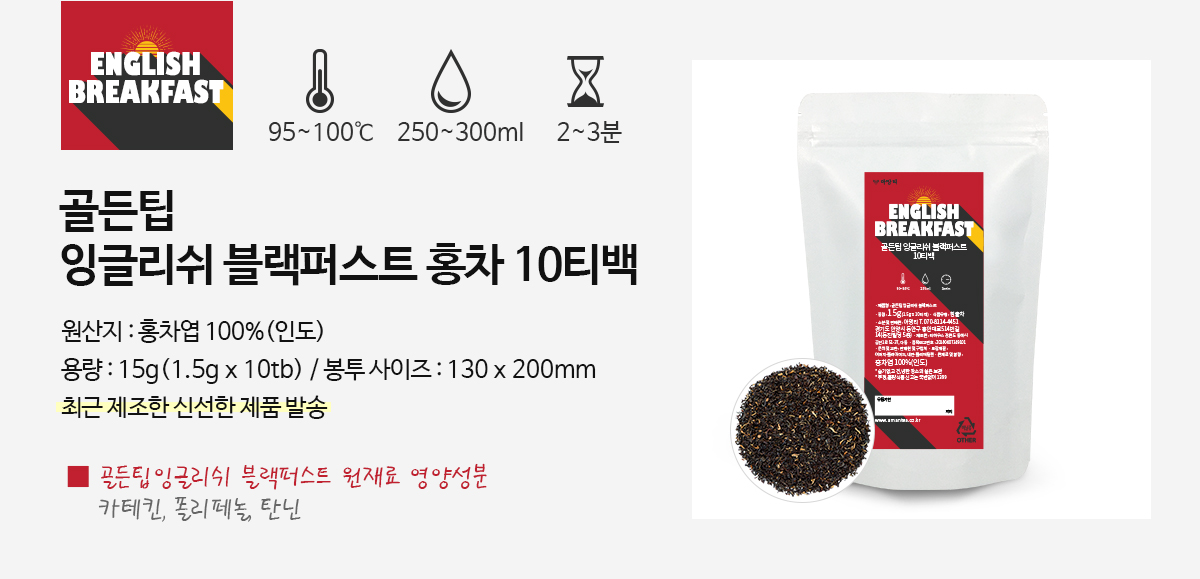 ENGLISH
BREAKFAST
95~100℃
250~300ml
2~3분
골든팁
잉글리쉬 블랙퍼스트 홍차 10티백
원산지 : 홍차엽 100%(인도)
용량 : 15g(1.5g x 10tb) / 봉투 사이즈 : 130 x 200mm
최근 제조한 신선한 제품 발송
골든팁잉글리쉬 블랙퍼스트 원재료 영양성분
카테킨, 폴리페놀, 탄닌
ENGLISH
BREAKFAST
골든팁 잉글리쉬 블랙퍼스트
10티백
홍차엽 100%(인도)
www.amantea.co.kr
OTHER